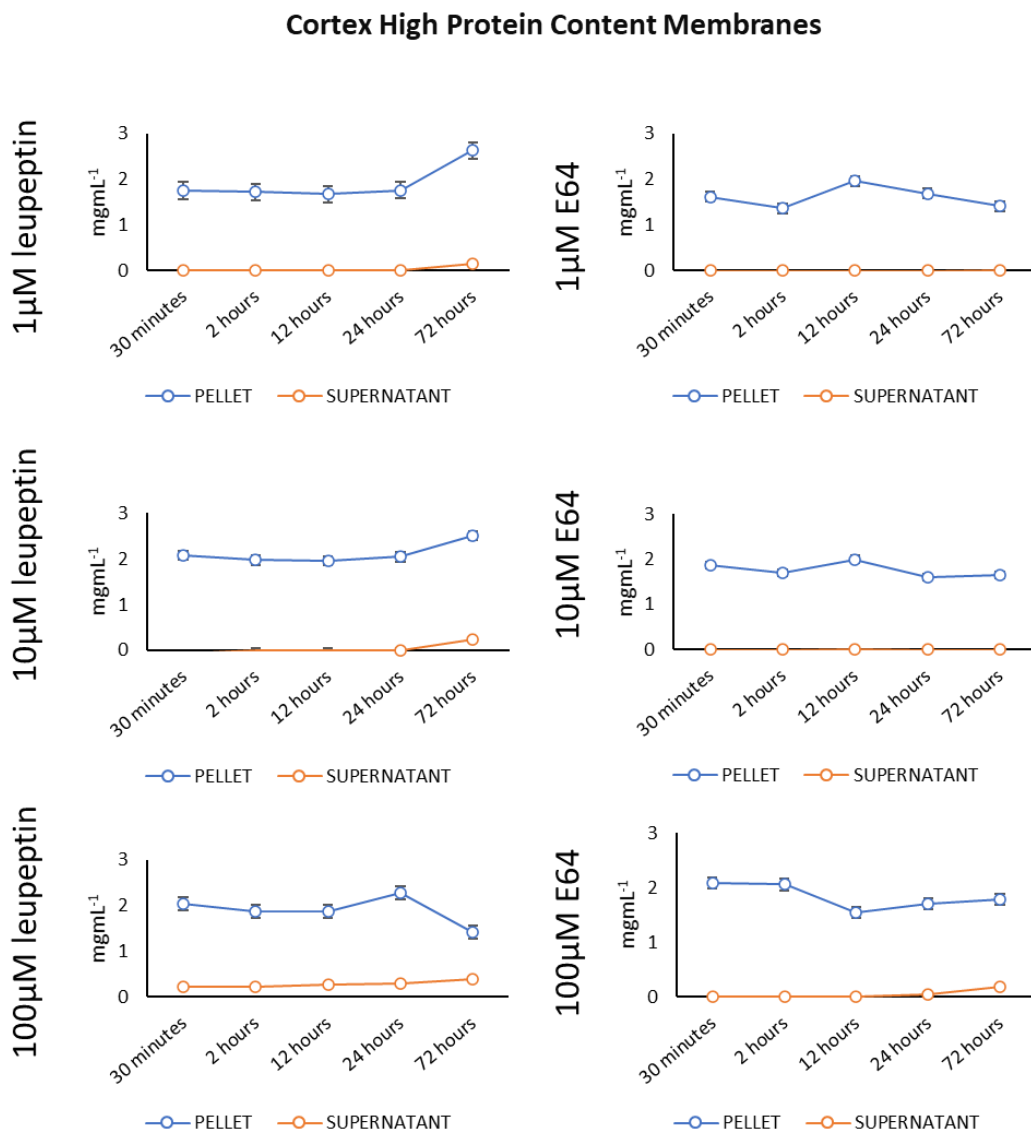 Cortex High Protein Content Membranes
1µM leupeptin
mgmL-1
3
2
1
0
30 minutes
2 hours
12 hours
24 hours
72 hours
PELLET
SUPERNATANT
1µM E64
mgmL-1
3
2
1
0
30 minutes
2 hours
12 hours
24 hours
72 hours
PELLET
SUPERNATANT
10µM leupeptin
mgmL-1
3
2
1
0
30 minutes
2 hours
12 hours
24 hours
72 hours
PELLET
SUPERNATANT
10µM E64
mgmL-1
3
2
1
0
30 minutes
2 hours
12 hours
24 hours
72 hours
PELLET
SUPERNATANT
100µM leupeptin
mgmL-1
3
2
1
0
30 minutes
2 hours
12 hours
24 hours
72 hours
PELLET
SUPERNATANT
100µM E64
mgmL-1
3
2
1
0
30 minutes
2 hours
12 hours
24 hours
72 hours
PELLET
SUPERNATANT